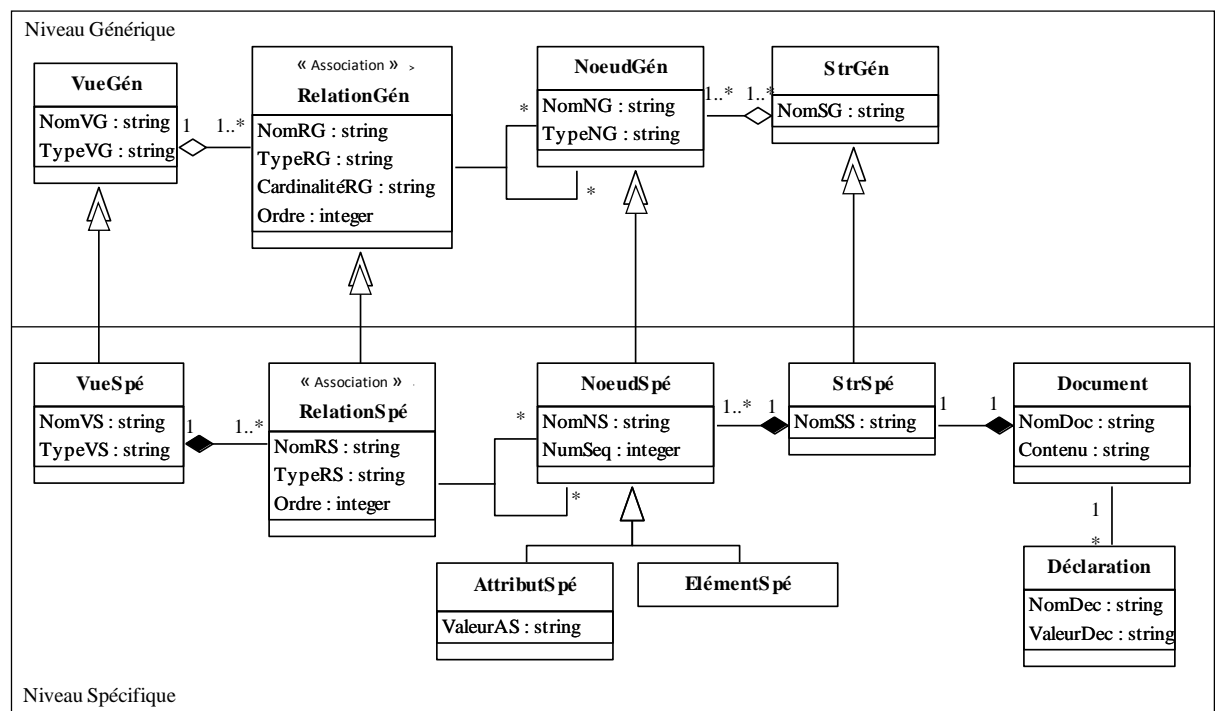 Niveau Générique
VueGén
NomVG : string
TypeVG : string
1
1..*
« Association » >
RelationGén
NomRG : string
TypeRG : string
CardinalitéRG : string
Ordre : integer
*
*
NoeudGén
NomNG : string
TypeNG : string
1..*
1..*
StrGén
NomSG : string
VueSpé
NomVS : string
TypeVS : string
1
1..*
« Association »
RelationSpé
NomRS : string
TypeRS : string
Ordre : integer
*
*
NoeudSpé
NomNS : string
NumSeq : integer
1..*
1
StrSpé
NomSS : string
1
1
Document
NomDoc : string
Contenu : string
1
*
AttributSpé
ValeurAS : string
ElémentSpé
Déclaration
NomDec : string
ValeurDec : string
Niveau Spécifique